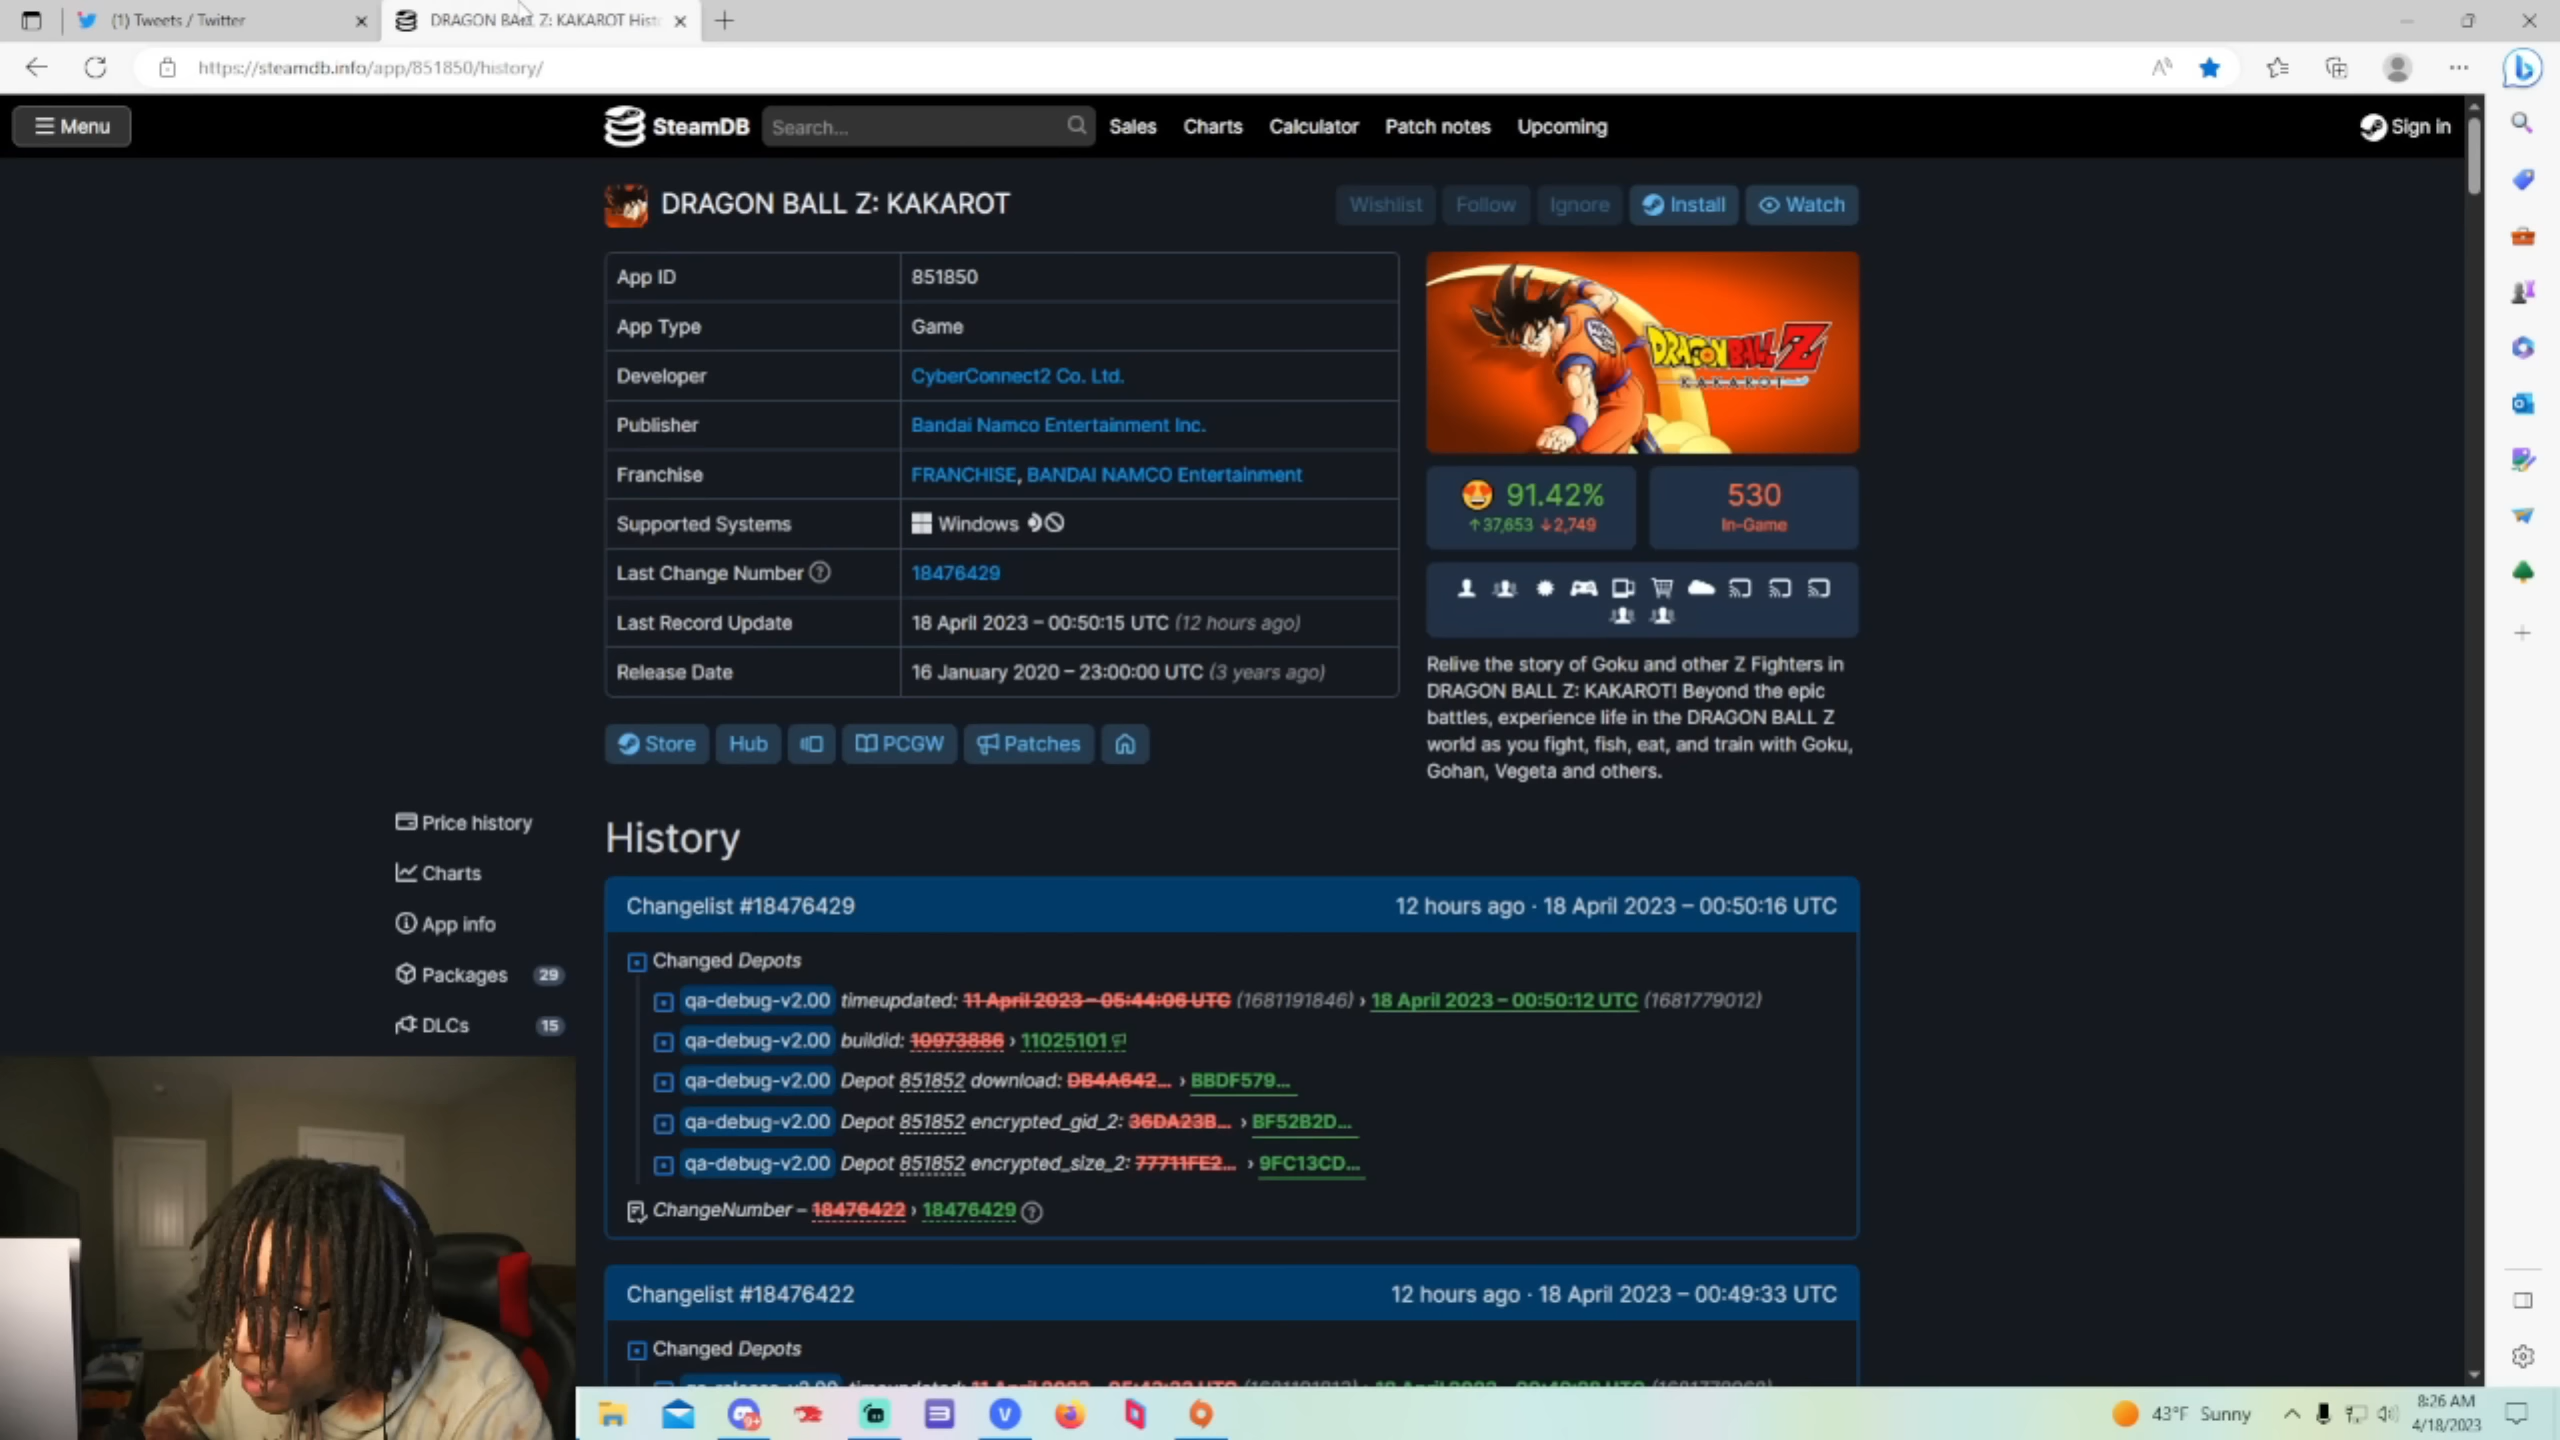 (1) Tweets / Twitter
DRAGON BALL Z: KAKAROT Hist
https://steamdb.info/app/851850/history/
Menu
SteamDB
Search...
Sales
Charts
Calculator
Patch notes
Upcoming
Sign in
DRAGON BALL Z: KAKAROT
Wishlist
Follow
Ignore
Install
Watch
App ID 851850
App Type Game
Developer CyberConnect2 Co. Ltd.
Publisher Bandai Namco Entertainment Inc.
Franchise FRANCHISE, BANDAI NAMCO Entertainment
Supported Systems Windows
Last Change Number 18476429
Last Record Update 18 April 2023 – 00:50:15 UTC (12 hours ago)
Release Date 16 January 2020 – 23:00:00 UTC (3 years ago)
DRAGON BALL Z
KAKAROT
91.42%
↑37,653 ↓2,749
530
In-Game
Relive the story of Goku and other Z Fighters in
DRAGON BALL Z: KAKAROT! Beyond the epic
battles, experience life in the DRAGON BALL Z
world as you fight, fish, eat, and train with Goku,
Gohan, Vegeta and others.
Store
Hub
PCGW
Patches
Price history
Charts
App info
Packages 29
DLCs 15
History
Changelist #18476429 12 hours ago · 18 April 2023 – 00:50:16 UTC
Changed Depots
qa-debug-v2.00 timeupdated: 11 April 2023 – 05:44:06 UTC (1681191846) › 18 April 2023 – 00:50:12 UTC (1681779012)
qa-debug-v2.00 buildid: 10973886 › 11025101
qa-debug-v2.00 Depot 851852 download: DB4A642... › BBDF579...
qa-debug-v2.00 Depot 851852 encrypted_gid_2: 36DA23B... › BF52B2D...
qa-debug-v2.00 Depot 851852 encrypted_size_2: 77711FE2... › 9FC13CD...
ChangeNumber – 18476422 › 18476429
Changelist #18476422 12 hours ago · 18 April 2023 – 00:49:33 UTC
Changed Depots
43°F Sunny
8:26 AM
4/18/2023